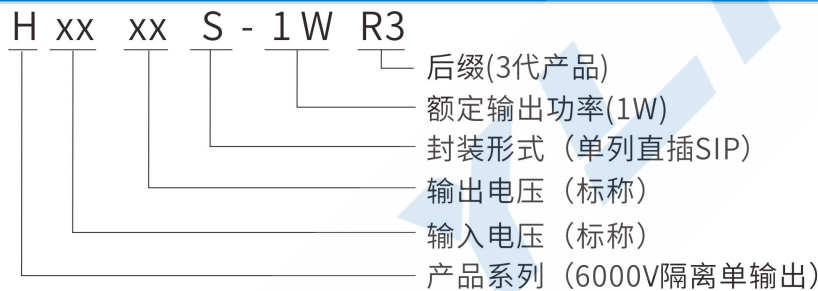 H xx xx S - 1W R3
后缀(3代产品)
额定输出功率(1W)
封装形式（单列直插SIP）
输出电压（标称）
输入电压（标称）
产品系列（6000V隔离单输出）